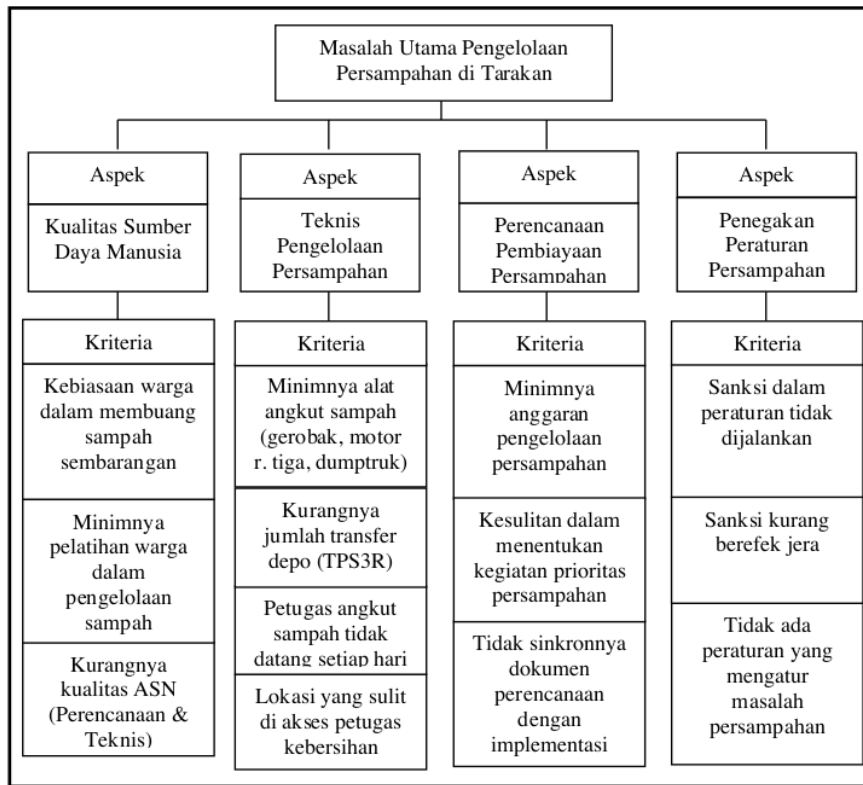 Masalah Utama Pengelolaan
Persampahan di Tarakan
Aspek
Kualitas Sumber
Daya Manusia
Kriteria
Kebiasaan warga
dalam membuang
sampah
sembarangan
Minimnya
pelatihan warga
dalam
pengelolaan
sampah
Kurangnya
kualitas ASN
(Perencanaan &
Teknis)
Aspek
Teknis
Pengelolaan
Persampahan
Kriteria
Minimnya alat
angkut sampah
(gerobak, motor
r. tiga, dumptruk)
Kurangnya
jumlah transfer
depo (TPS3R)
Petugas angkut
sampah tidak
datang setiap hari
Lokasi yang sulit
di akses petugas
kebersihan
Aspek
Perencanaan
Pembiayaan
Persampahan
Kriteria
Minimnya
anggaran
pengelolaan
persampahan
Kesulitan dalam
menentukan
kegiatan prioritas
persampahan
Tidak sinkronnya
dokumen
perencanaan
dengan
implementasi
Aspek
Penegakan
Peraturan
Persampahan
Kriteria
Sanksi dalam
peraturan tidak
dijalankan
Sanksi kurang
berefek jera
Tidak ada
peraturan yang
mengatur
masalah
persampahan